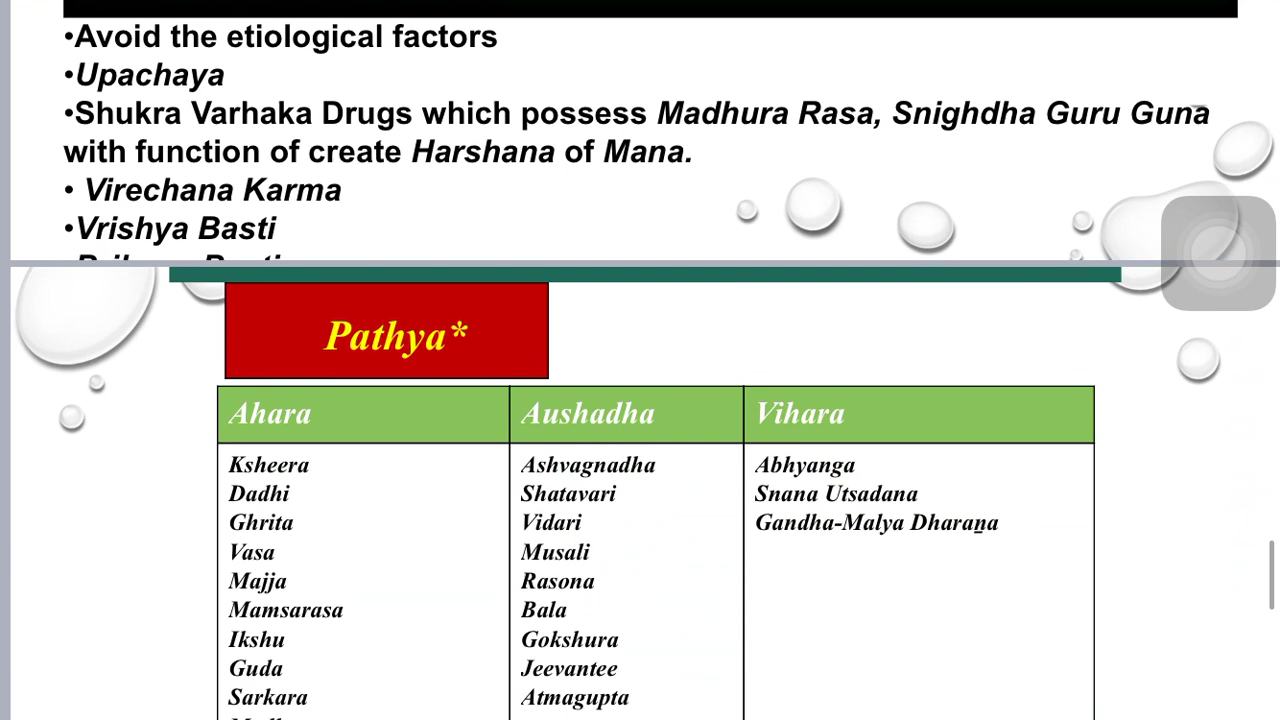 •Avoid the etiological factors
•Upachaya
•Shukra Varhaka Drugs which possess Madhura Rasa, Snighdha Guru Guna
with function of create Harshana of Mana.
• Virechana Karma
•Vrishya Basti
Pathya*
Ahara Aushadha Vihara
Ksheera Ashvagnadha Abhyanga
Dadhi Shatavari Snana Utsadana
Ghrita Vidari Gandha-Malya Dharaṉa
Vasa Musali
Majja Rasona
Mamsarasa Bala
Ikshu Gokshura
Guda Jeevantee
Sarkara Atmagupta